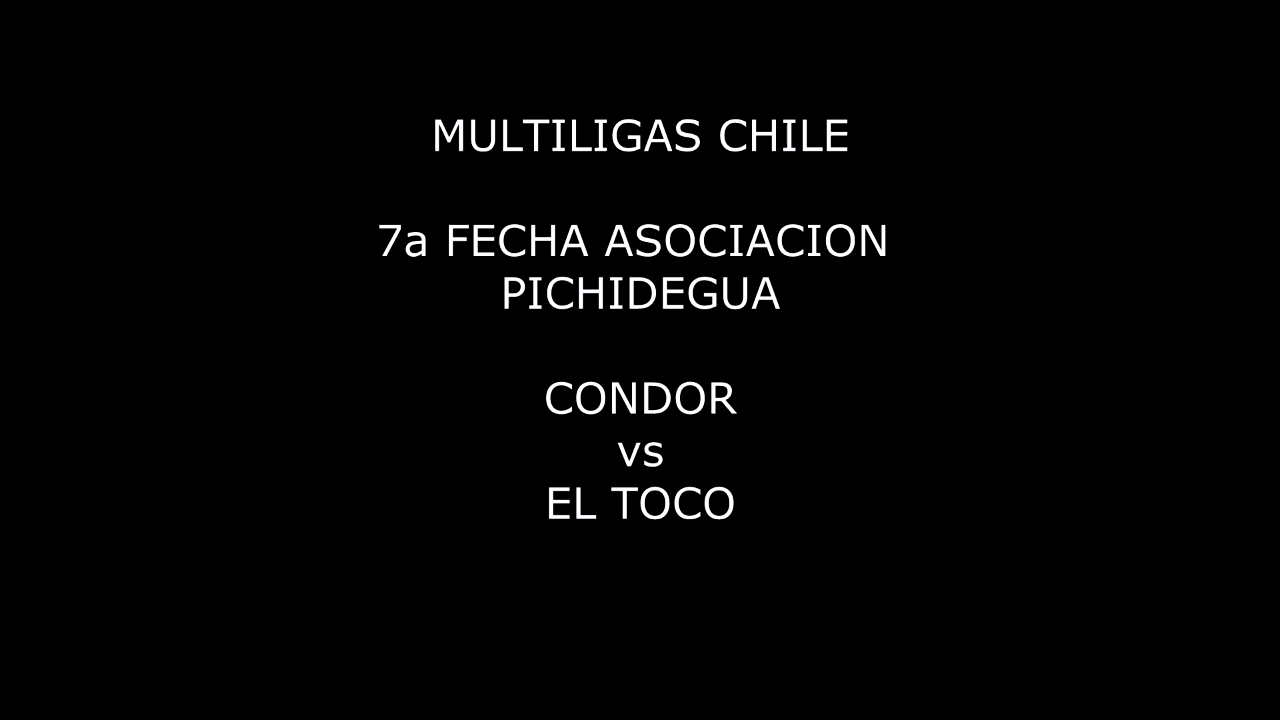 MULTILIGAS CHILE
7a FECHA ASOCIACION
PICHIDEGUA
CONDOR
vs
EL TOCO